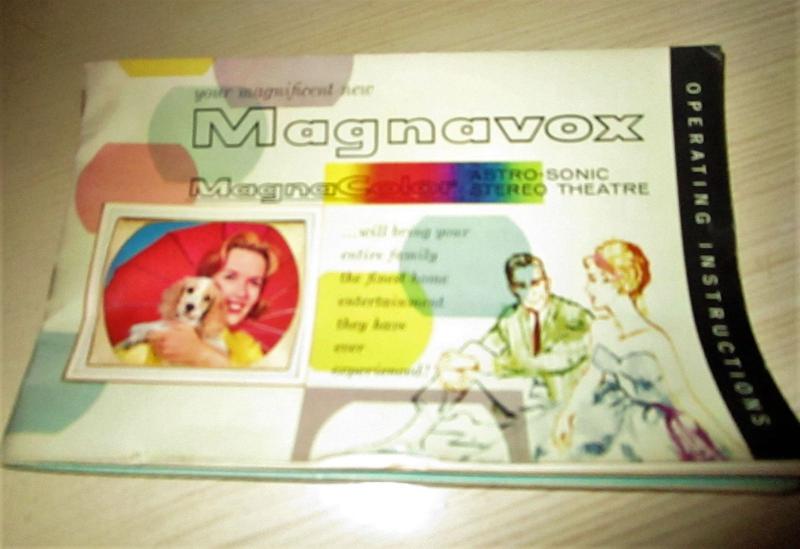 your magnificent new
Magnavox
MagnaColor ASTRO-SONIC
STEREO THEATRE
...will bring your
entire family
the finest home
entertainment
they have
ever
experienced!
OPERATING INSTRUCTIONS